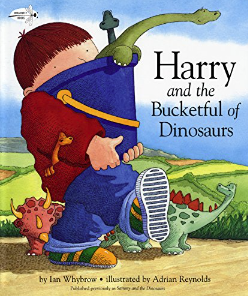 Harry
and the
Bucketful of
Dinosaurs
by Ian Whybrow • illustrated by Adrian Reynolds
Published previously as Sammy and the Dinosaurs